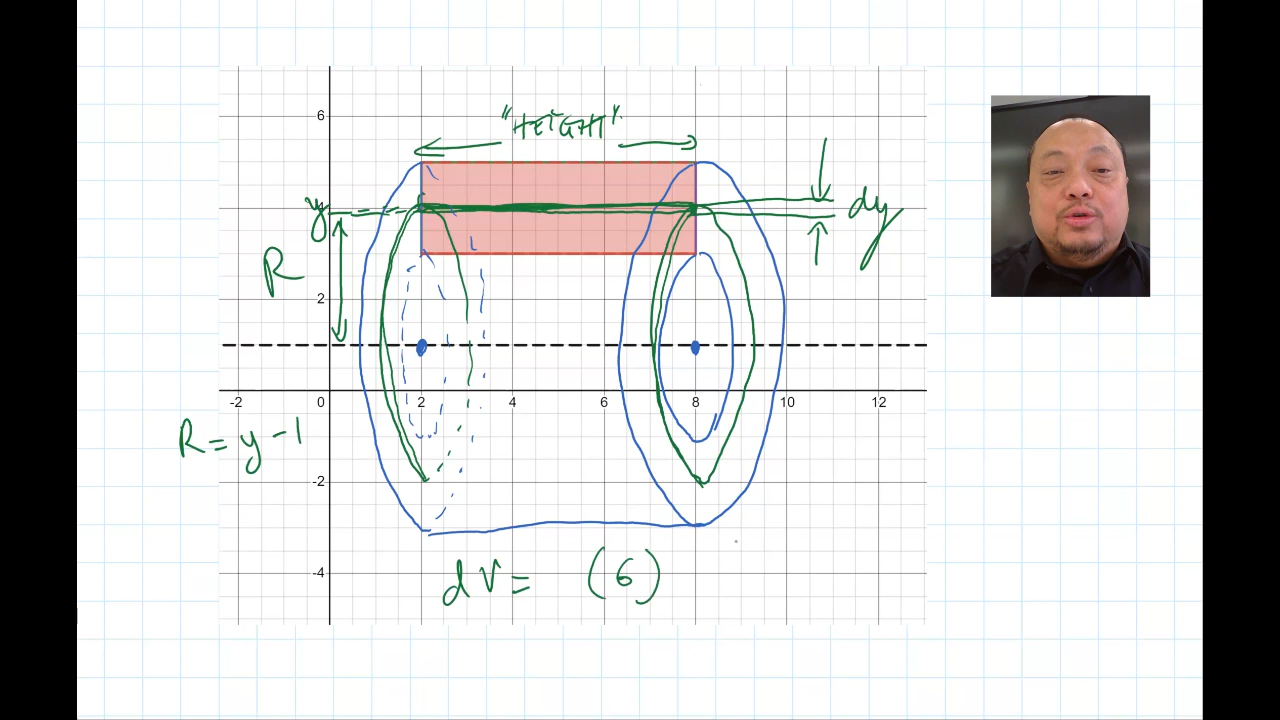 "HEIGHT"
6
y
dy
R
2
-2 0 2 4 6 8 10 12
R = y - 1
-2
-4
dV = (6)